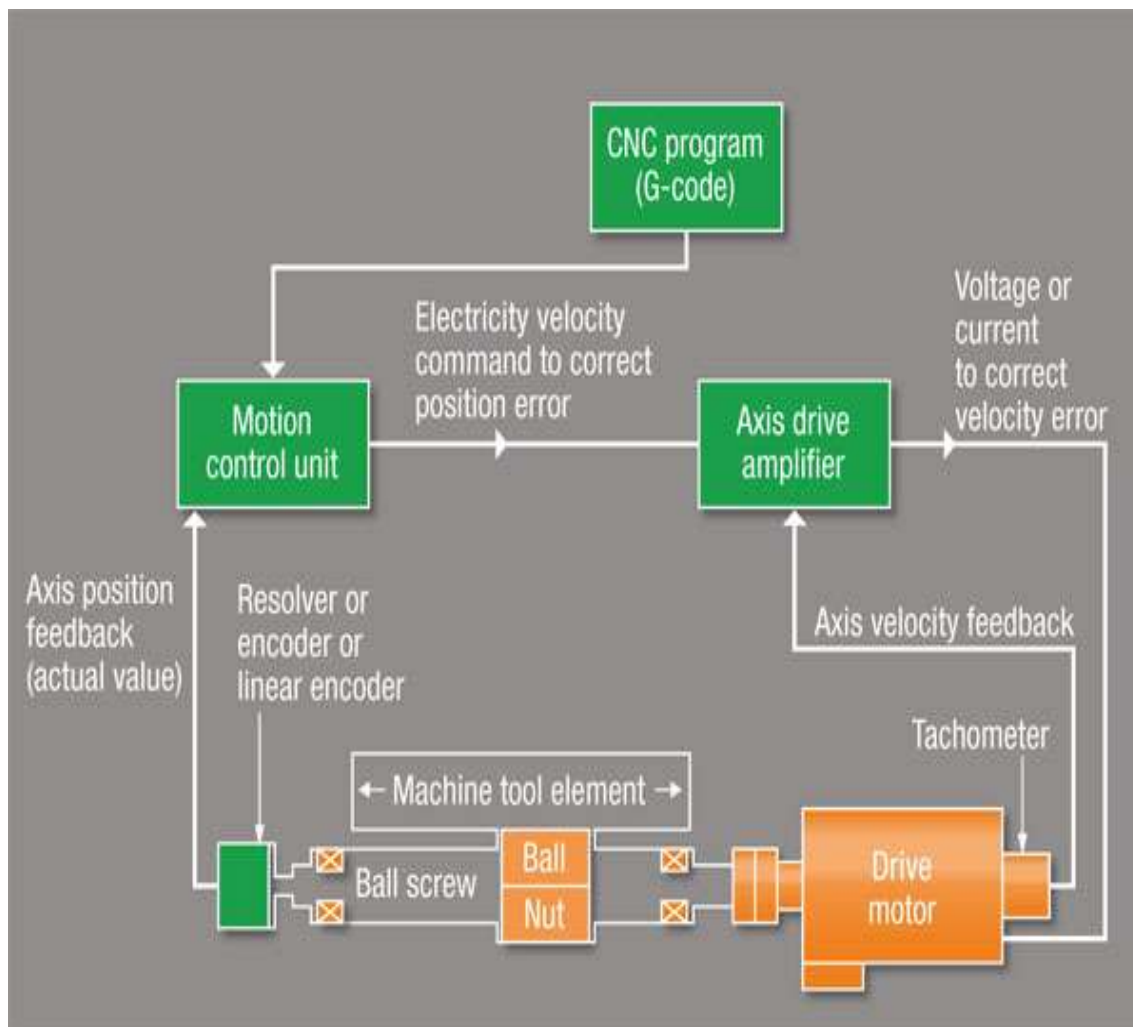 CNC program
(G-code)
Electricity velocity
command to correct
position error
Voltage or
current
to correct
velocity error
Motion
control unit
Axis drive
amplifier
Axis position
feedback
(actual value)
Resolver or
encoder or
linear encoder
Axis velocity feedback
Tachometer
Machine tool element
Ball screw
Ball
Nut
Drive
motor